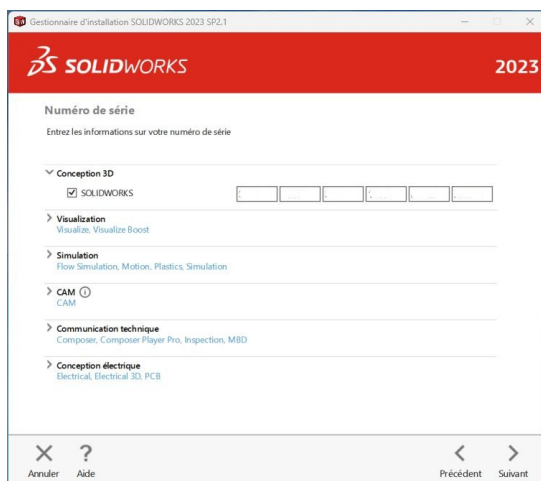 Gestionnaire d'installation SOLIDWORKS 2023 SP2.1
SOLIDWORKS
2023
Numéro de série
Entrez les informations sur votre numéro de série
Conception 3D
SOLIDWORKS
Visualization
Visualize, Visualize Boost
Simulation
Flow Simulation, Motion, Plastics, Simulation
CAM
CAM
Communication technique
Composer, Composer Player Pro, Inspection, MBD
Conception électrique
Electrical, Electrical 3D, PCB
Annuler Aide Précédent Suivant